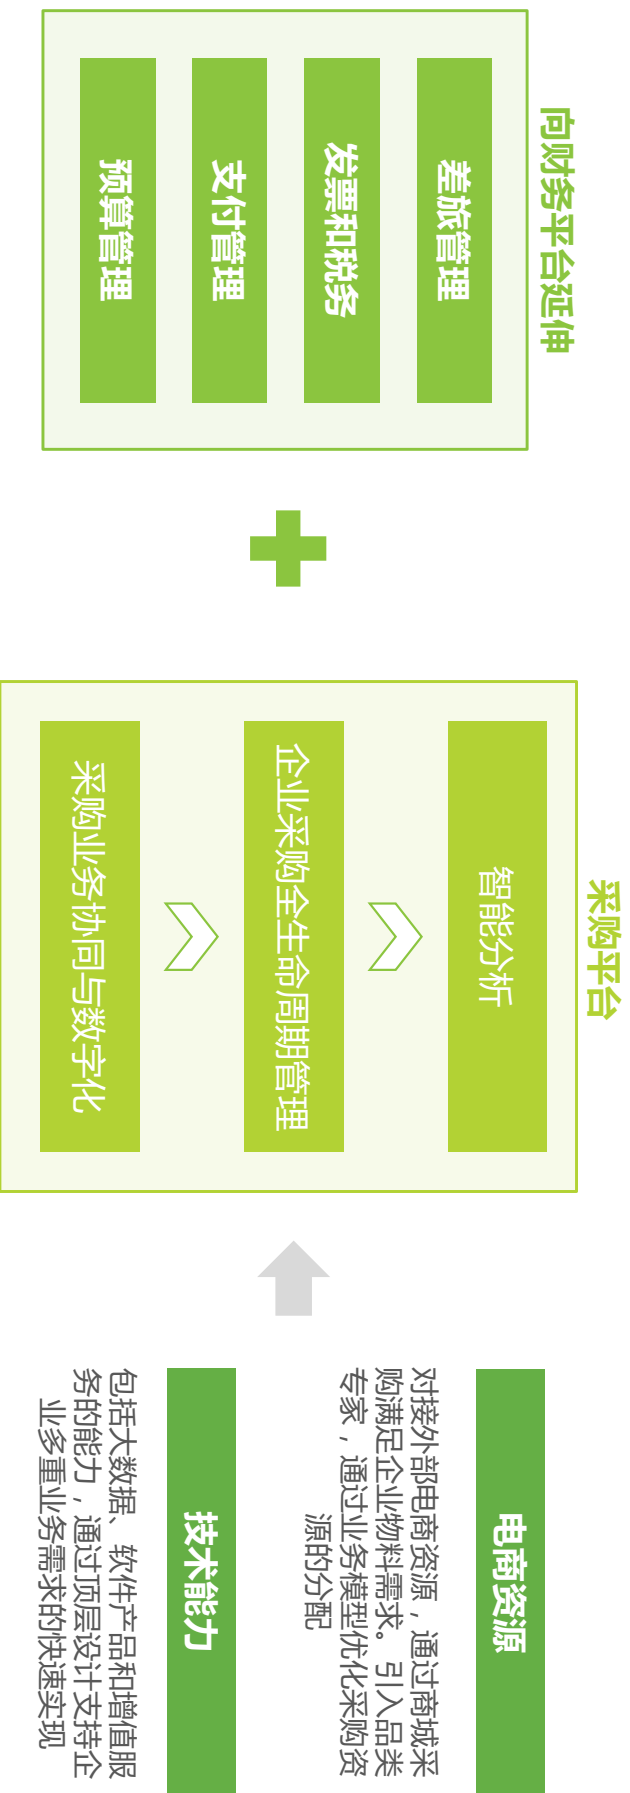 向财务平台延伸
差旅管理
发票和税务
支付管理
预算管理
采购平台
智能分析
企业采购全生命周期管理
采购业务协同与数字化
电商资源
对接外部电商资源，通过商城采
购满足企业物料需求。引入品类
专家，通过业务模型优化采购资
源的分配
技术能力
包括大数据、软件产品和增值服
务的能力，通过顶层设计支持企
业多重业务需求的快速实现